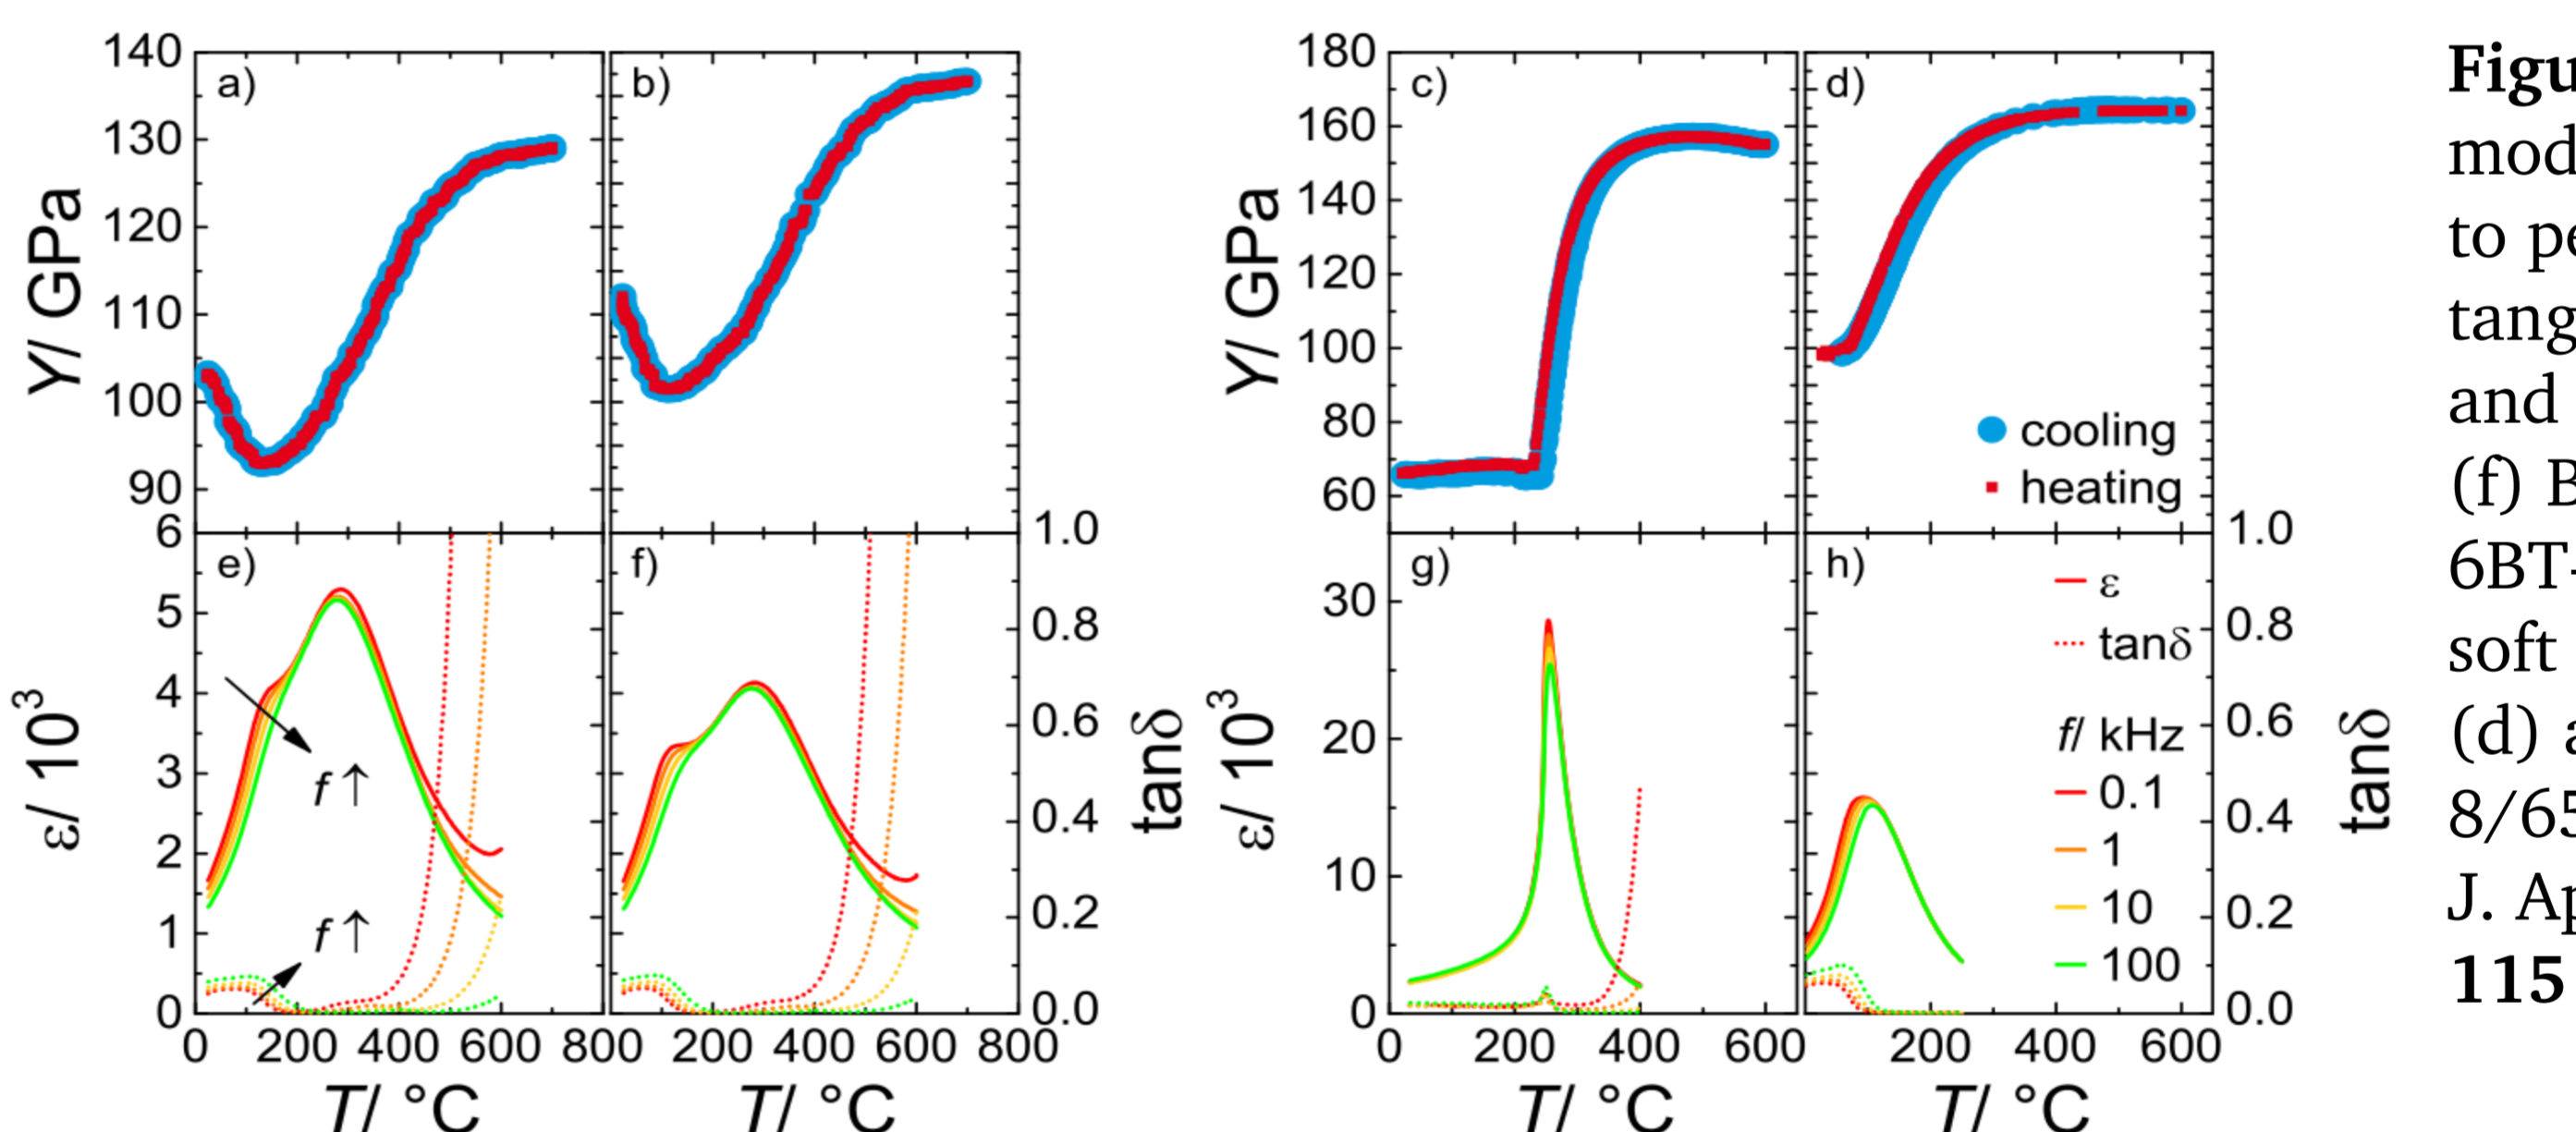 140
130
120
110
100
90
6
5
4
3
2
1
0
Y/ GPa
ε/ 10³
a)
b)
e)
f)
f ↑
f ↑
0 200 400 600 800
200 400 600 800
T/ °C
T/ °C
1.0
0.8
0.6
0.4
0.2
0.0
tanδ
180
160
140
120
100
80
60
30
20
10
0
Y/ GPa
ε/ 10³
c)
d)
cooling
heating
g)
h)
ε
tanδ
f/ kHz
0.1
1
10
100
0 200 400 600
200 400 600
T/ °C
T/ °C
1.0
0.8
0.6
0.4
0.2
0.0
tanδ
Figu
mod
to pe
tang
and
(f) B
6BT-
soft
(d) a
8/65
J. Ap
115